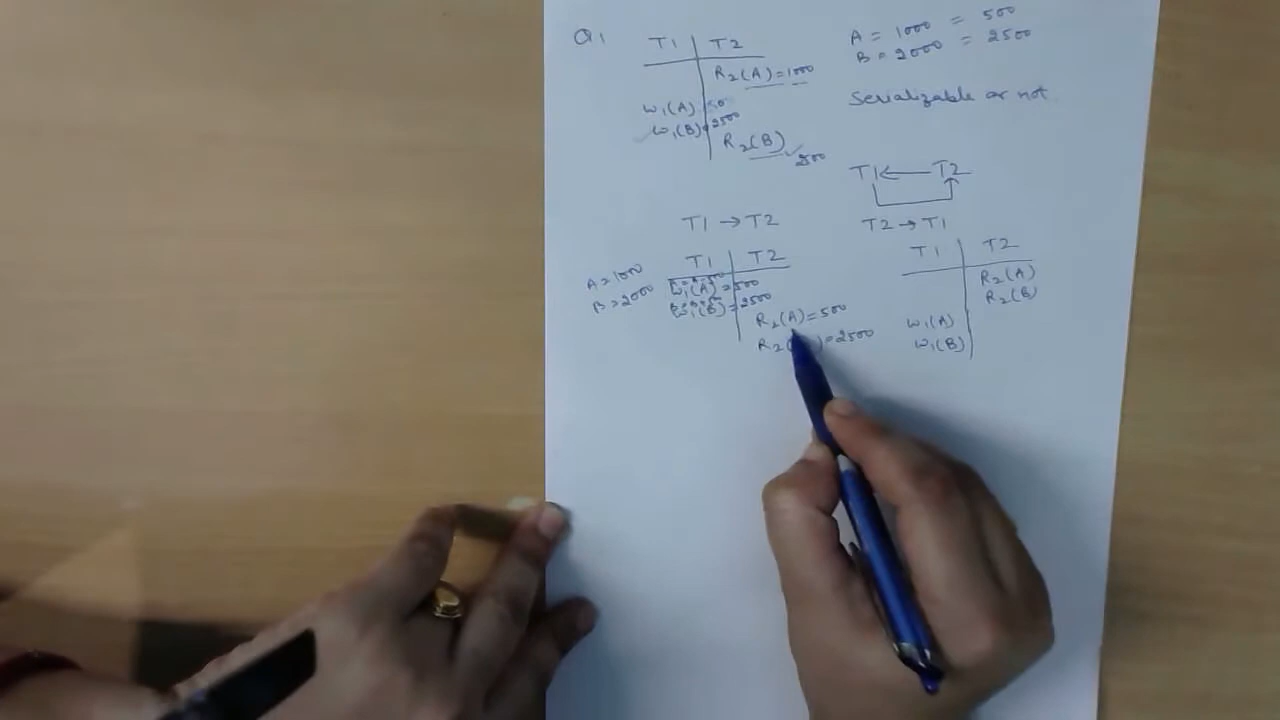 Q1
T1 T2
R2(A)=1000
W1(A)
W1(B)=2500
R2(B)
A = 1000 = 500
B = 2000 = 2500
Serializable or not
T1 T2
T1 → T2
T2 → T1
A=1000
B=2000
T1 T2
W1(A)=500
W1(B)=2500
R2(A)=500
R2( )=2500
T1 T2
R2(A)
R2(B)
W1(A)
W1(B)